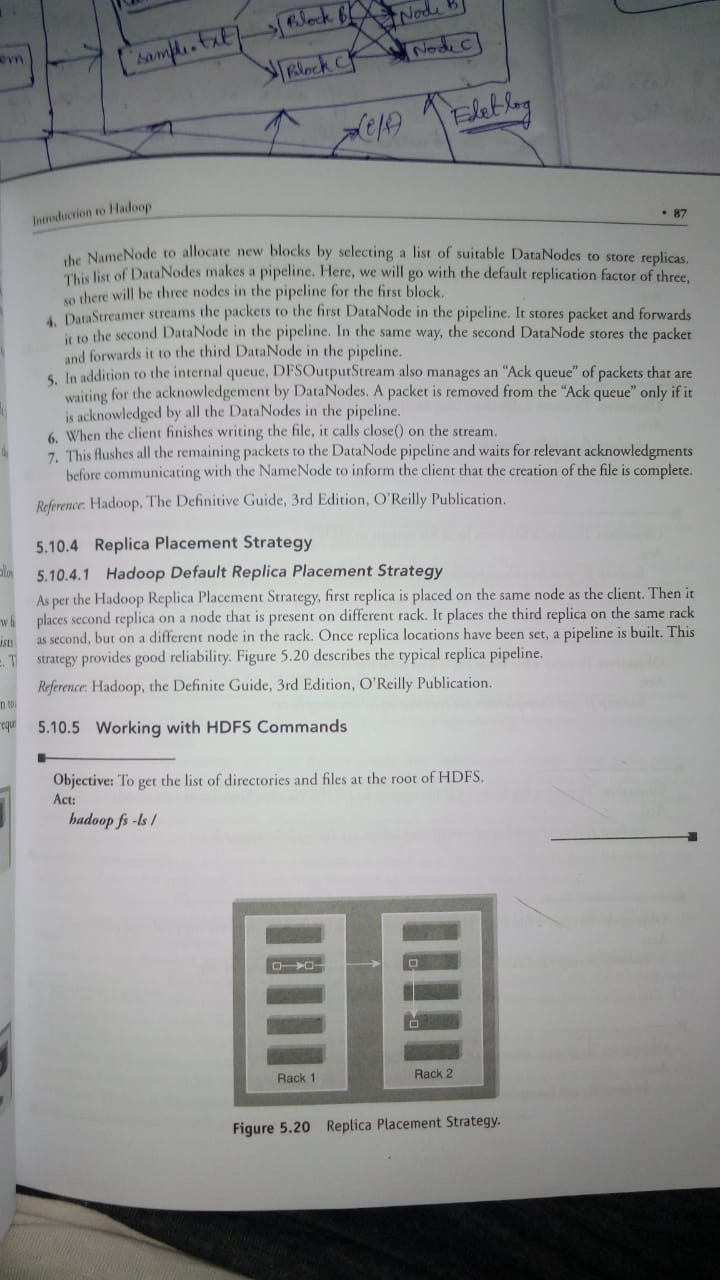 Block B
Node B
sample.txt
Node C
Block C
Introduction to Hadoop
• 87
the NameNode to allocate new blocks by selecting a list of suitable DataNodes to store replicas.
This list of DataNodes makes a pipeline. Here, we will go with the default replication factor of three,
so there will be three nodes in the pipeline for the first block.
4. DataStreamer streams the packets to the first DataNode in the pipeline. It stores packet and forwards
it to the second DataNode in the pipeline. In the same way, the second DataNode stores the packet
and forwards it to the third DataNode in the pipeline.
5. In addition to the internal queue, DFSOutputStream also manages an “Ack queue” of packets that are
waiting for the acknowledgement by DataNodes. A packet is removed from the “Ack queue” only if it
is acknowledged by all the DataNodes in the pipeline.
6. When the client finishes writing the file, it calls close() on the stream.
7. This flushes all the remaining packets to the DataNode pipeline and waits for relevant acknowledgments
before communicating with the NameNode to inform the client that the creation of the file is complete.
Reference: Hadoop, The Definitive Guide, 3rd Edition, O’Reilly Publication.
5.10.4 Replica Placement Strategy
5.10.4.1 Hadoop Default Replica Placement Strategy
As per the Hadoop Replica Placement Strategy, first replica is placed on the same node as the client. Then it
places second replica on a node that is present on different rack. It places the third replica on the same rack
as second, but on a different node in the rack. Once replica locations have been set, a pipeline is built. This
strategy provides good reliability. Figure 5.20 describes the typical replica pipeline.
Reference: Hadoop, the Definite Guide, 3rd Edition, O’Reilly Publication.
5.10.5 Working with HDFS Commands
Objective: To get the list of directories and files at the root of HDFS.
Act:
hadoop fs -ls /
Rack 1
Rack 2
Figure 5.20 Replica Placement Strategy.